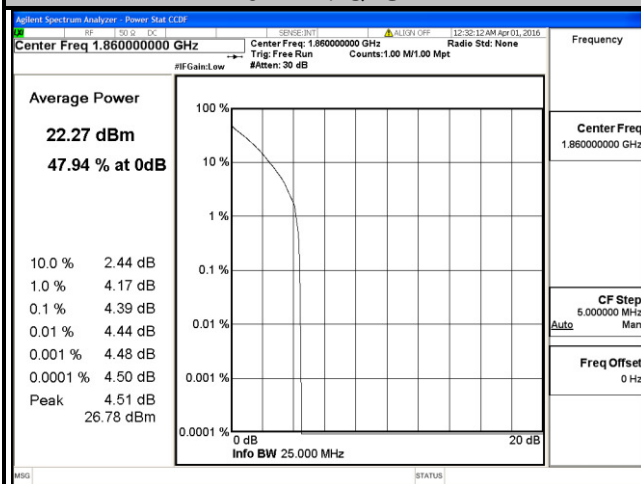 Agilent Spectrum Analyzer - Power Stat CCDF
RF 50 Ω DC SENSE:INT ALIGN OFF 12:32:12 AM Apr 01, 2016
Center Freq 1.860000000 GHz
Center Freq: 1.860000000 GHz Radio Std: None
Trig: Free Run Counts:1.00 M/1.00 Mpt
#IFGain:Low #Atten: 30 dB
Frequency
Average Power
22.27 dBm
47.94 % at 0dB
10.0 % 2.44 dB
1.0 % 4.17 dB
0.1 % 4.39 dB
0.01 % 4.44 dB
0.001 % 4.48 dB
0.0001 % 4.50 dB
Peak 4.51 dB
26.78 dBm
100 %
10 %
1 %
0.1 %
0.01 %
0.001 %
0.0001 %
0 dB 20 dB
Info BW 25.000 MHz
Center Freq
1.860000000 GHz
CF Step
5.000000 MHz
Auto Man
Freq Offset
0 Hz
MSG STATUS